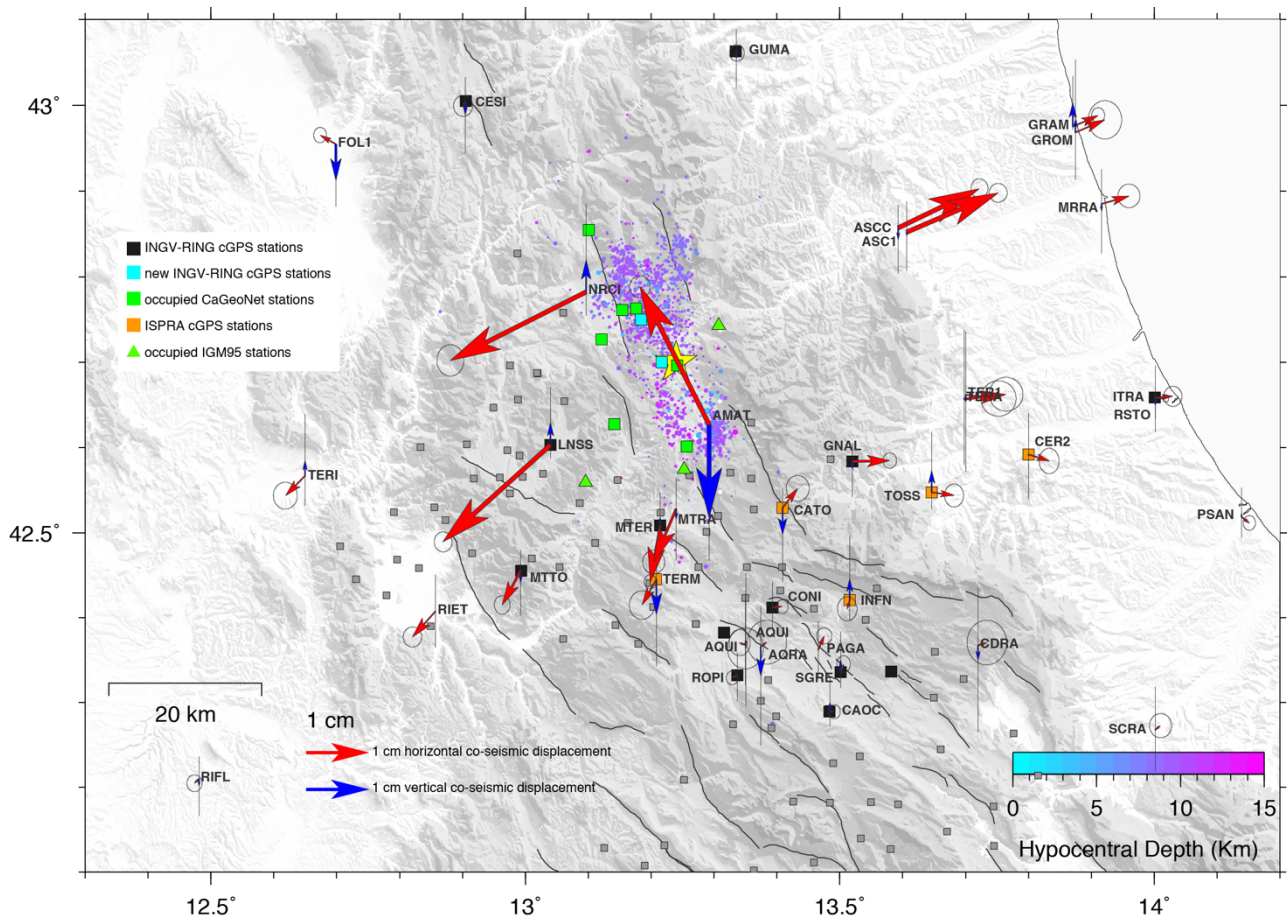 GUMA
43°
CESI
FOL1
GRAM
GROM
MRRA
ASCC
ASC1
INGV-RING cGPS stations
new INGV-RING cGPS stations
occupied CaGeoNet stations
ISPRA cGPS stations
occupied IGM95 stations
NRCI
AMAT
ITRA
RSTO
LNSS
GNAL
CER2
TERI
TOSS
CATO
PSAN
42.5°
MTER
MTRA
MTTO
TERM
RIET
CONI
INFN
AQUI
AQUI
AQRA
PAGA
CDRA
ROPI
SGRE
CAOC
SCRA
20 km
1 cm
1 cm horizontal co-seismic displacement
RIFL
1 cm vertical co-seismic displacement
0 5 10 15
Hypocentral Depth (Km)
12.5° 13° 13.5° 14°